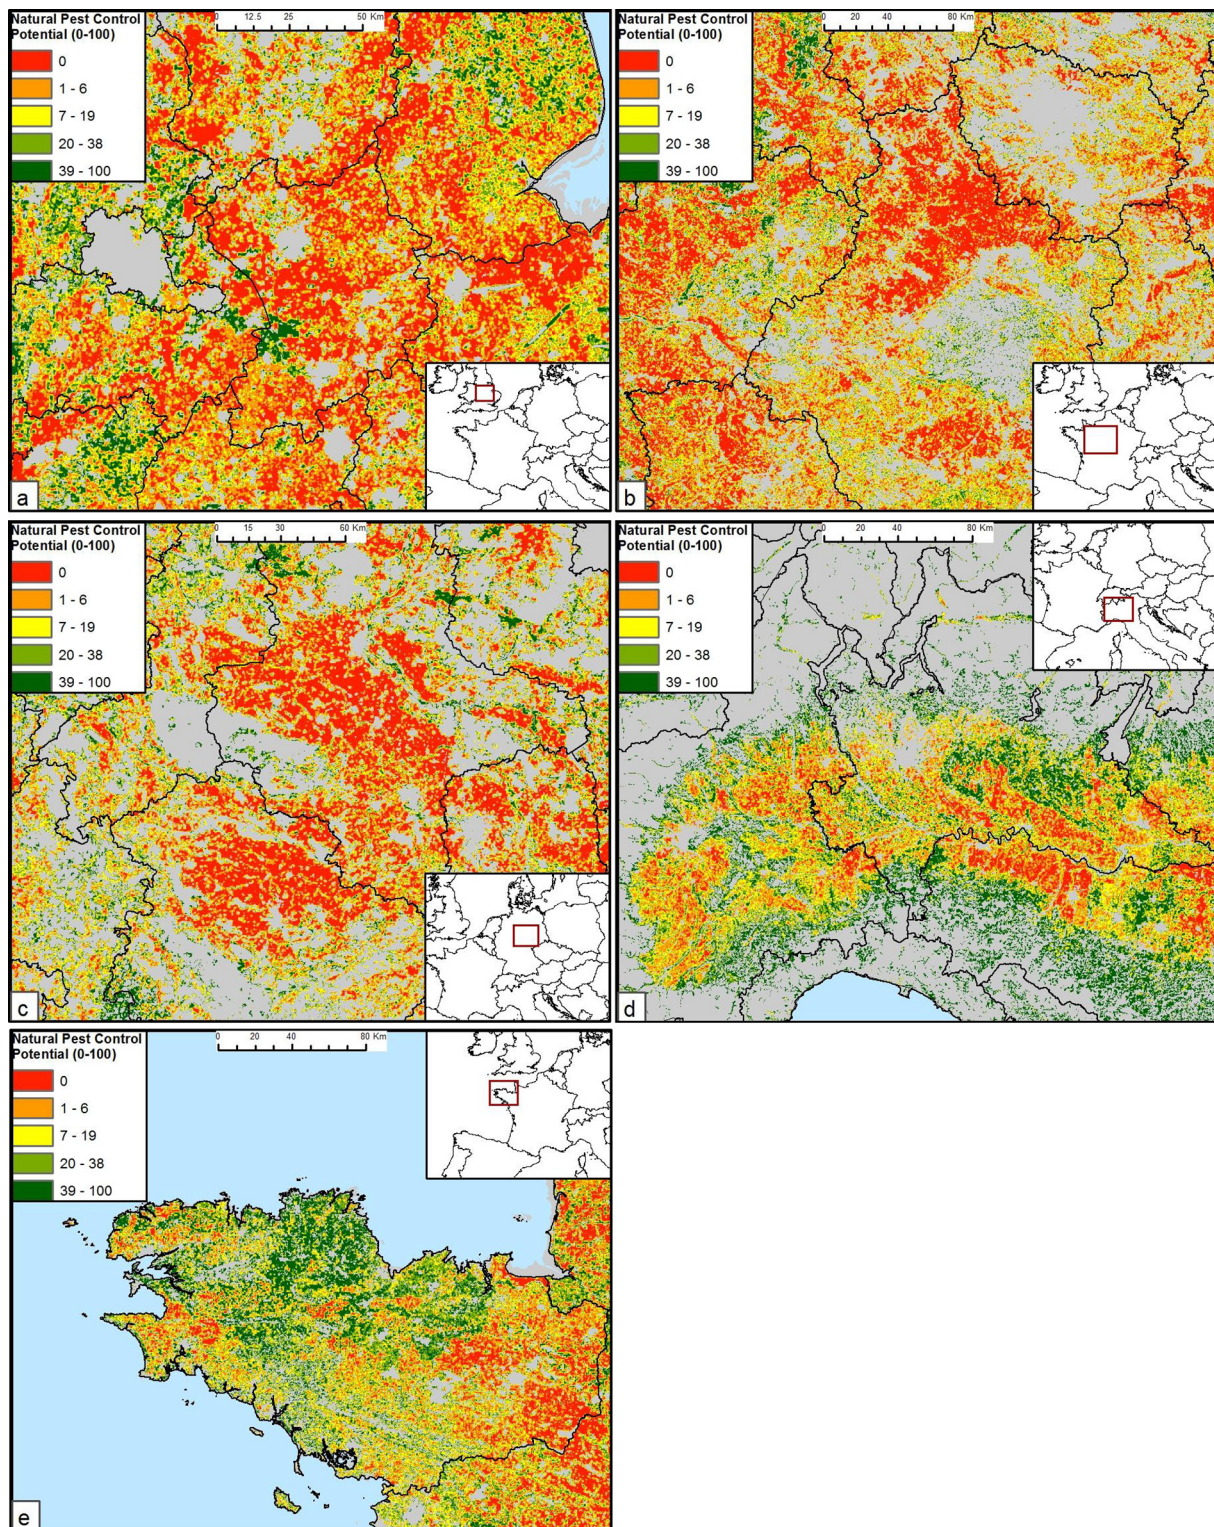 Natural Pest Control
Potential (0-100)
0
1 - 6
7 - 19
20 - 38
39 - 100
0 12.5 25 50 Km
a
Natural Pest Control
Potential (0-100)
0
1 - 6
7 - 19
20 - 38
39 - 100
0 20 40 80 Km
b
Natural Pest Control
Potential (0-100)
0
1 - 6
7 - 19
20 - 38
39 - 100
0 15 30 60 Km
c
Natural Pest Control
Potential (0-100)
0
1 - 6
7 - 19
20 - 38
39 - 100
0 20 40 80 Km
d
Natural Pest Control
Potential (0-100)
0
1 - 6
7 - 19
20 - 38
39 - 100
0 20 40 80 Km
e